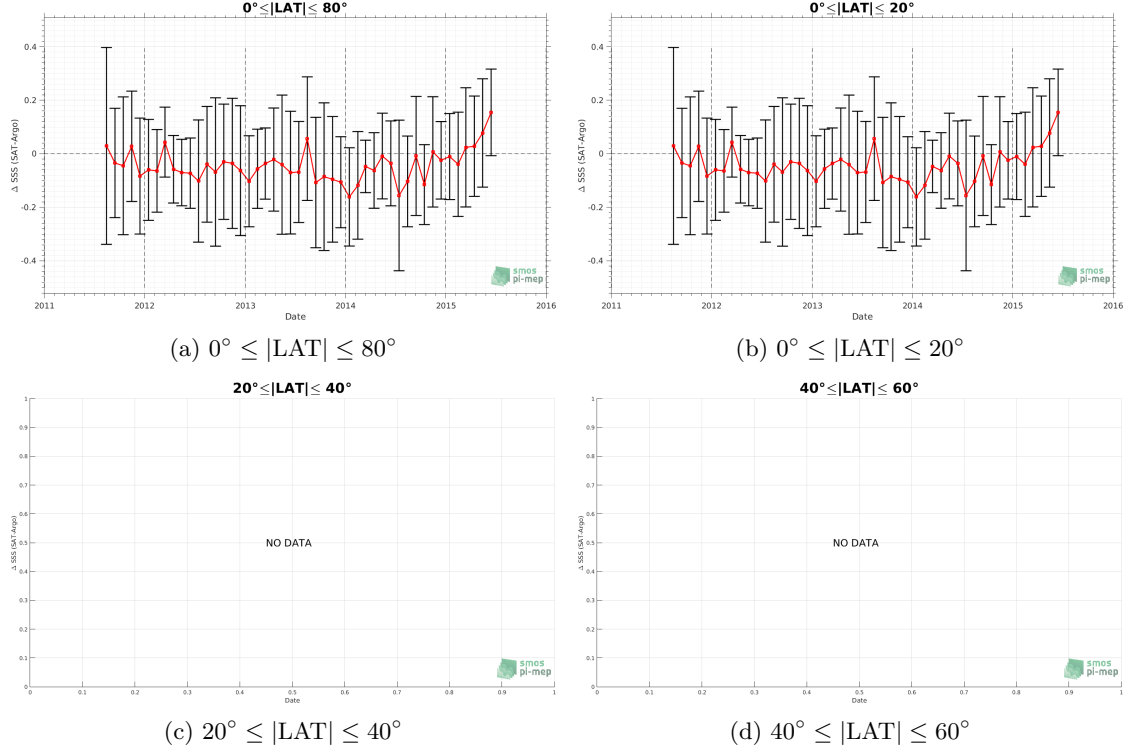 0°≤|LAT|≤ 80°
Δ SSS (SAT-Argo)
0.4
0.2
0
-0.2
-0.4
2011 2012 2013 2014 2015 2016
Date
smos
pi-mep
(a) 0° ≤ |LAT| ≤ 80°
0°≤|LAT|≤ 20°
Δ SSS (SAT-Argo)
0.4
0.2
0
-0.2
-0.4
2011 2012 2013 2014 2015 2016
Date
smos
pi-mep
(b) 0° ≤ |LAT| ≤ 20°
20°≤|LAT|≤ 40°
Δ SSS (SAT-Argo)
1
0.9
0.8
0.7
0.6
0.5
0.4
0.3
0.2
0.1
0
NO DATA
0 0.1 0.2 0.3 0.4 0.5 0.6 0.7 0.8 0.9 1
Date
smos
pi-mep
(c) 20° ≤ |LAT| ≤ 40°
40°≤|LAT|≤ 60°
Δ SSS (SAT-Argo)
1
0.9
0.8
0.7
0.6
0.5
0.4
0.3
0.2
0.1
0
NO DATA
0 0.1 0.2 0.3 0.4 0.5 0.6 0.7 0.8 0.9 1
Date
smos
pi-mep
(d) 40° ≤ |LAT| ≤ 60°